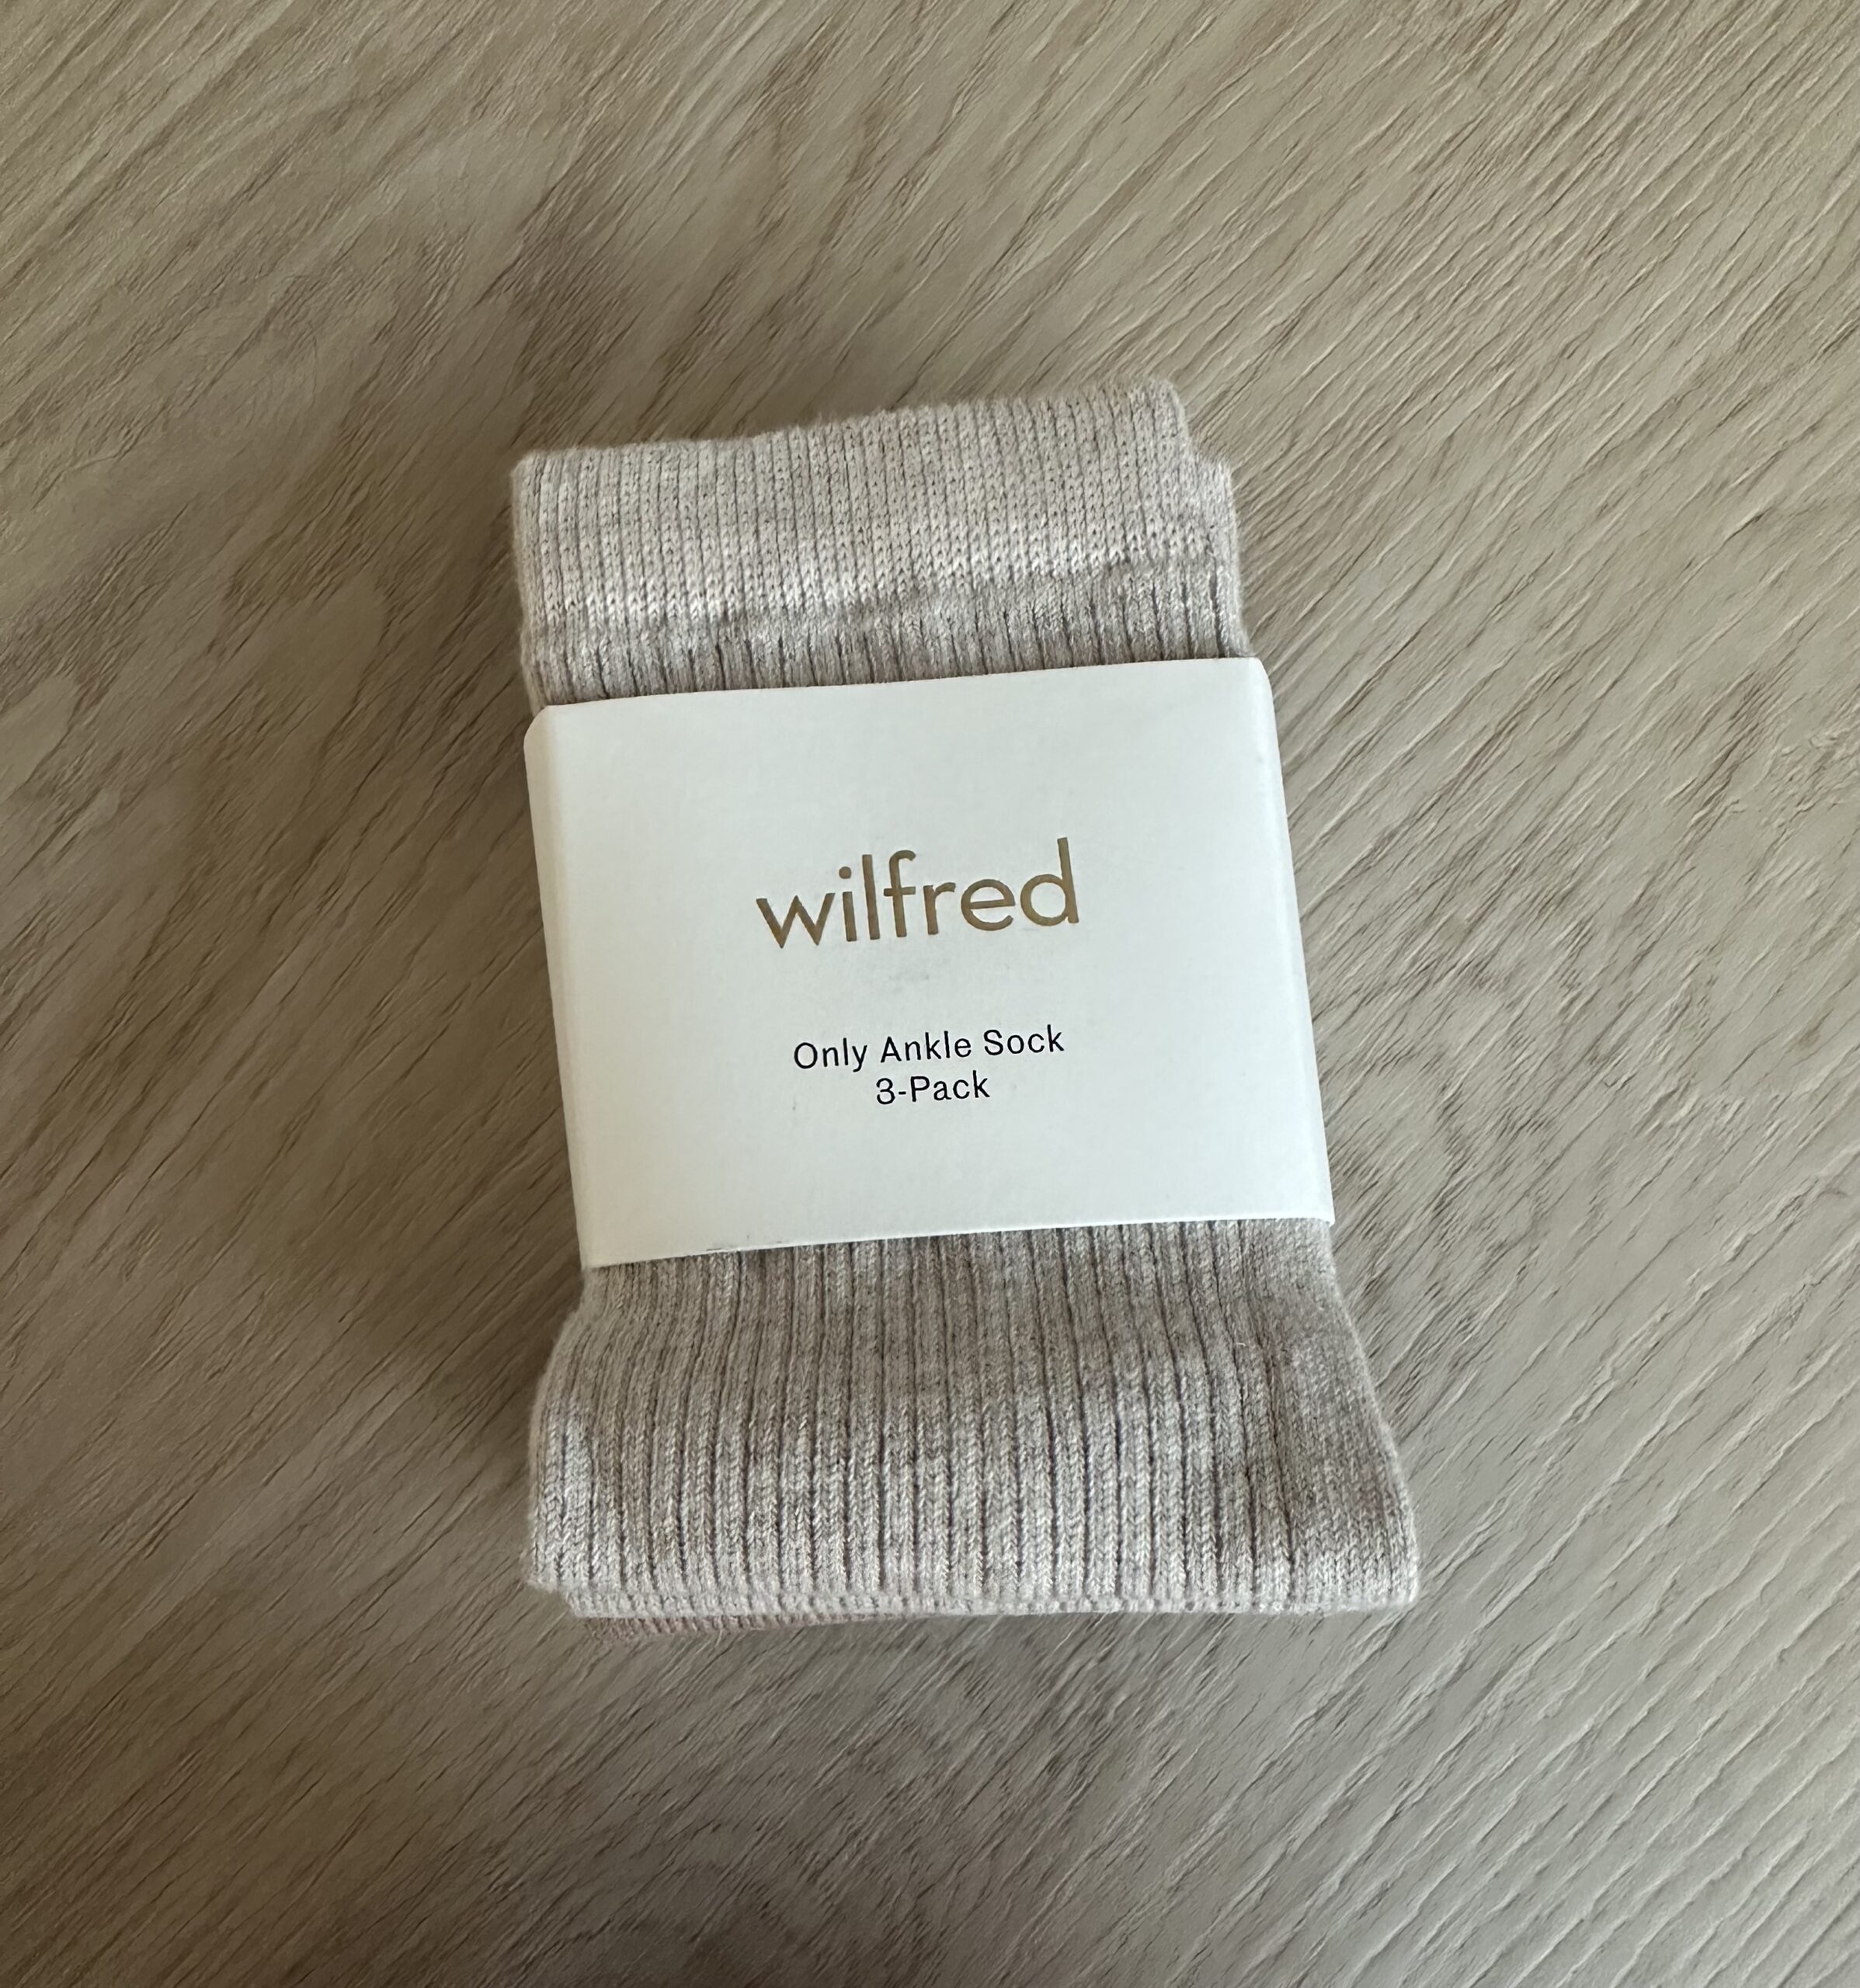 wilfred
Only Ankle Sock
3-Pack